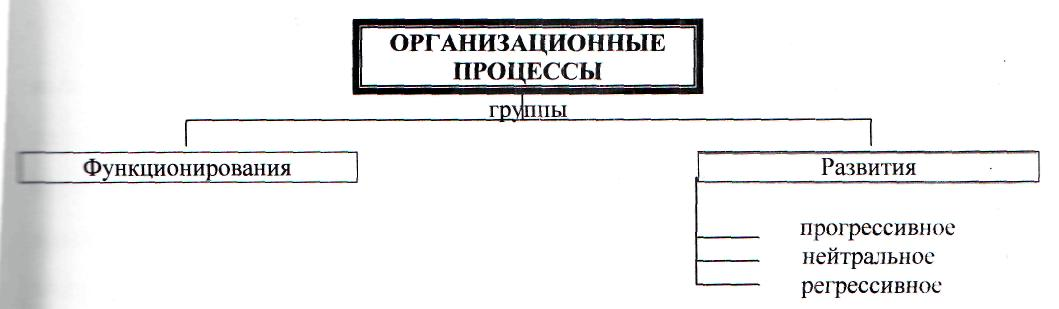 ОРГАНИЗАЦИОННЫЕ
ПРОЦЕССЫ
группы
Функционирования
Развития
прогрессивное
нейтральное
регрессивное